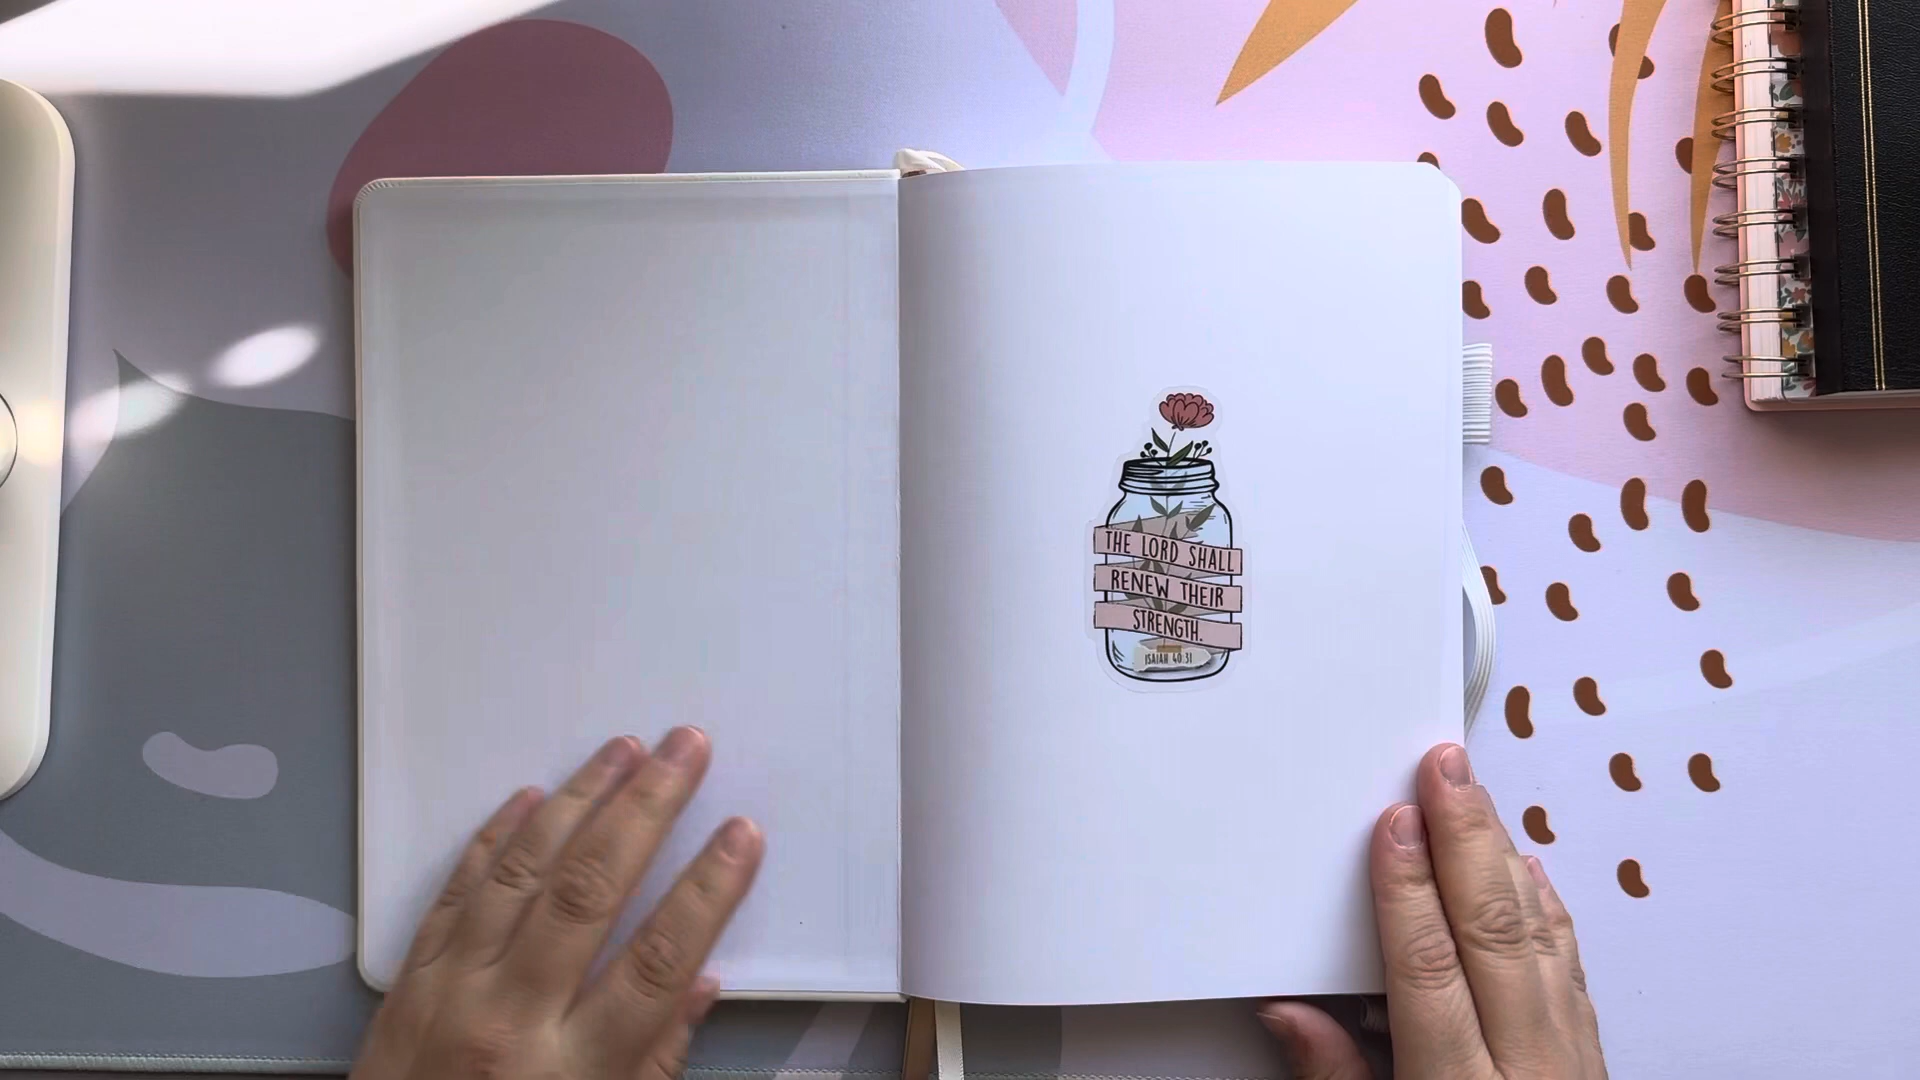 THE LORD SHALL
RENEW THEIR
STRENGTH.
ISAIAH 40:31